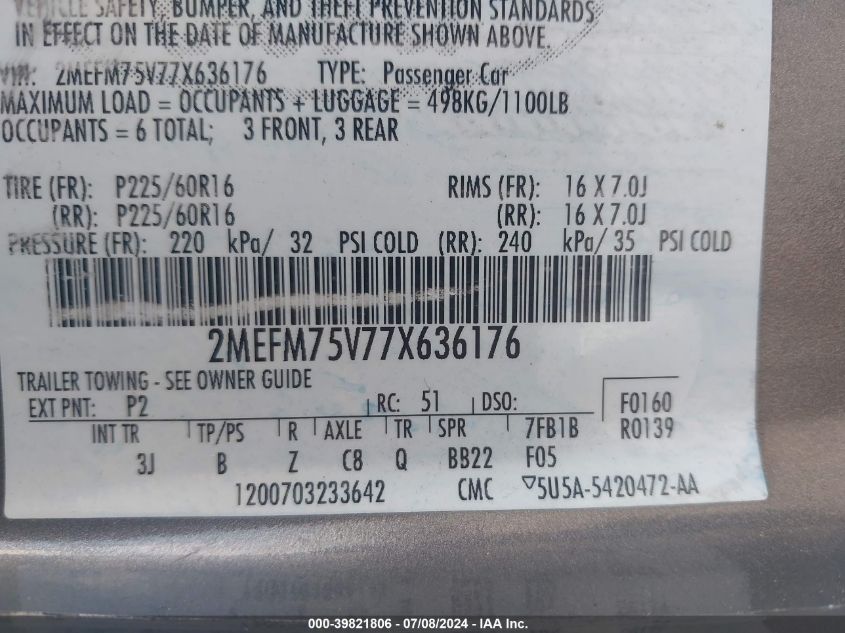 VEHICLE SAFETY, BUMPER, AND THEFT PREVENTION STANDARDS
IN EFFECT ON THE DATE OF MANUFACTURE SHOWN ABOVE.
VIN: 2MEFM75V77X636176 TYPE: Passenger Car
MAXIMUM LOAD = OCCUPANTS + LUGGAGE = 498KG/1100LB
OCCUPANTS = 6 TOTAL; 3 FRONT, 3 REAR
TIRE (FR): P225/60R16 RIMS (FR): 16 X 7.0J
(RR): P225/60R16 (RR): 16 X 7.0J
PRESSURE (FR): 220 kPa/ 32 PSI COLD (RR): 240 kPa/ 35 PSI COLD
2MEFM75V77X636176
TRAILER TOWING - SEE OWNER GUIDE
EXT PNT: P2 RC: 51 DSO: F0160
INT TR TP/PS R AXLE TR SPR 7FB1B R0139
3J B Z C8 Q BB22 F05
1200703233642 CMC ▽5U5A-5420472-AA
000-39821806 - 07/08/2024 - IAA Inc.